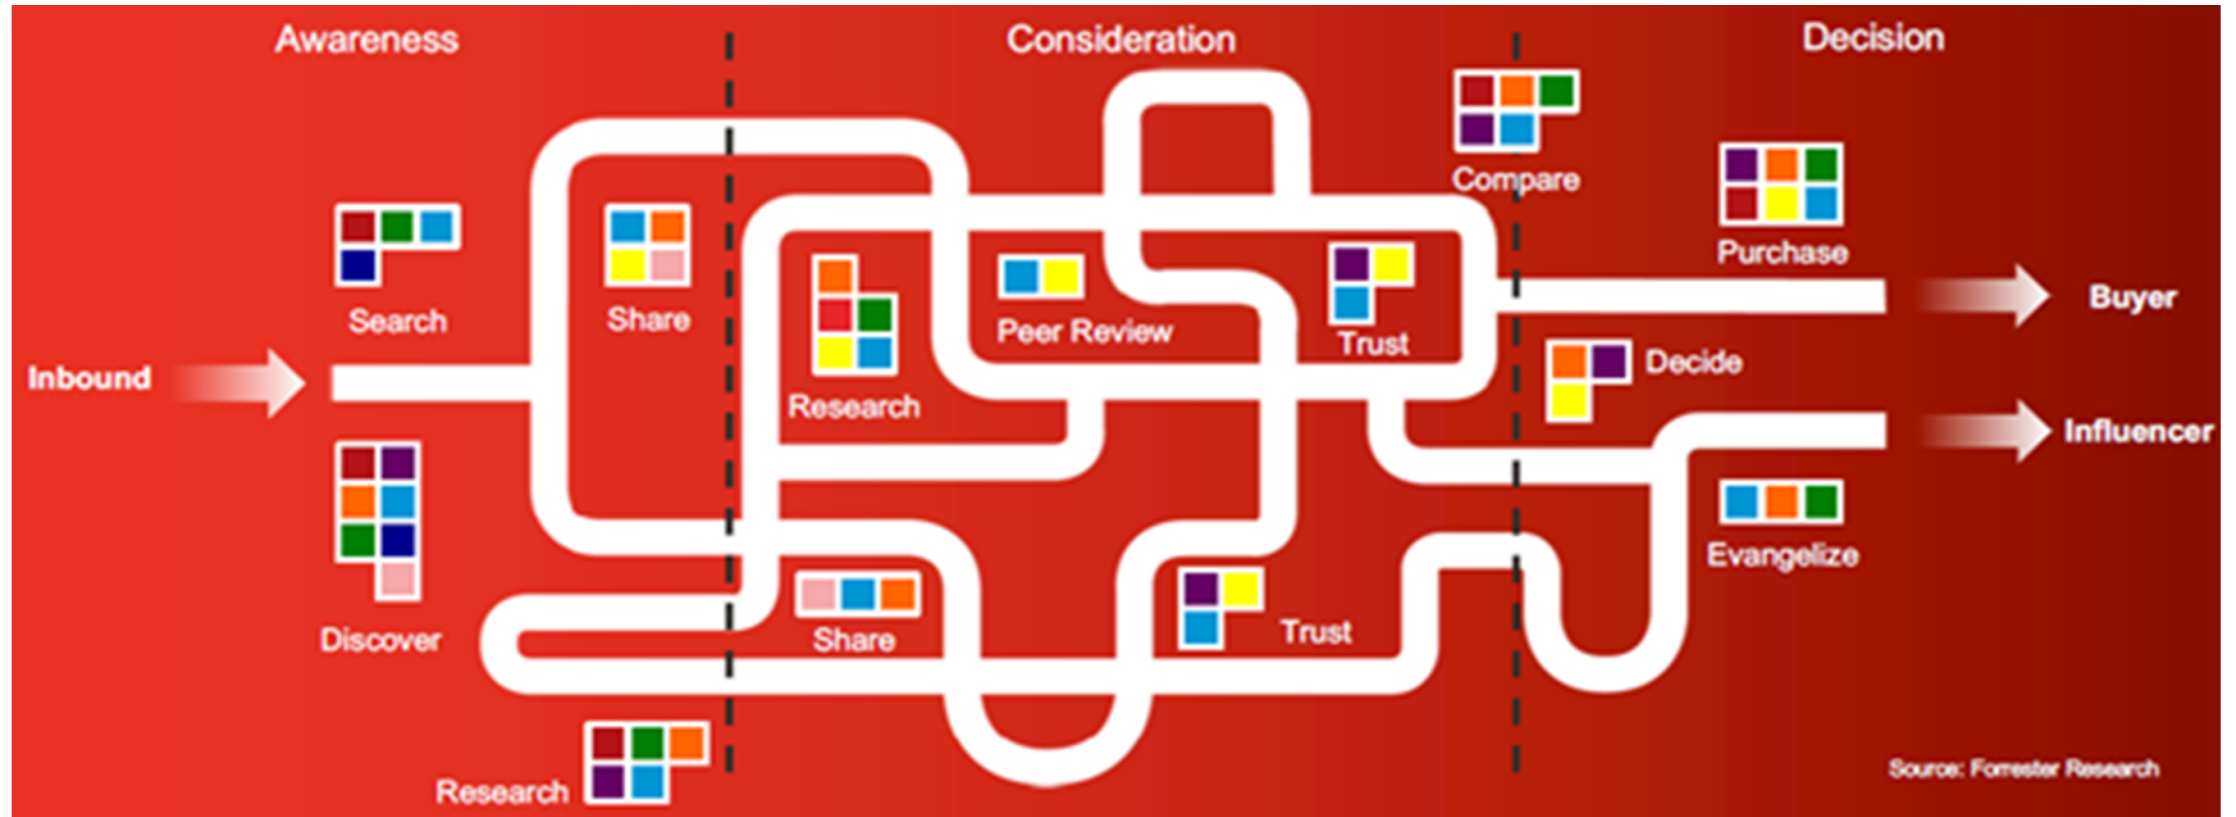 Awareness
Consideration
Decision
Compare
Purchase
Search
Share
Peer Review
Trust
Buyer
Inbound
Research
Decide
Influencer
Discover
Share
Trust
Evangelize
Research
Source: Forrester Research